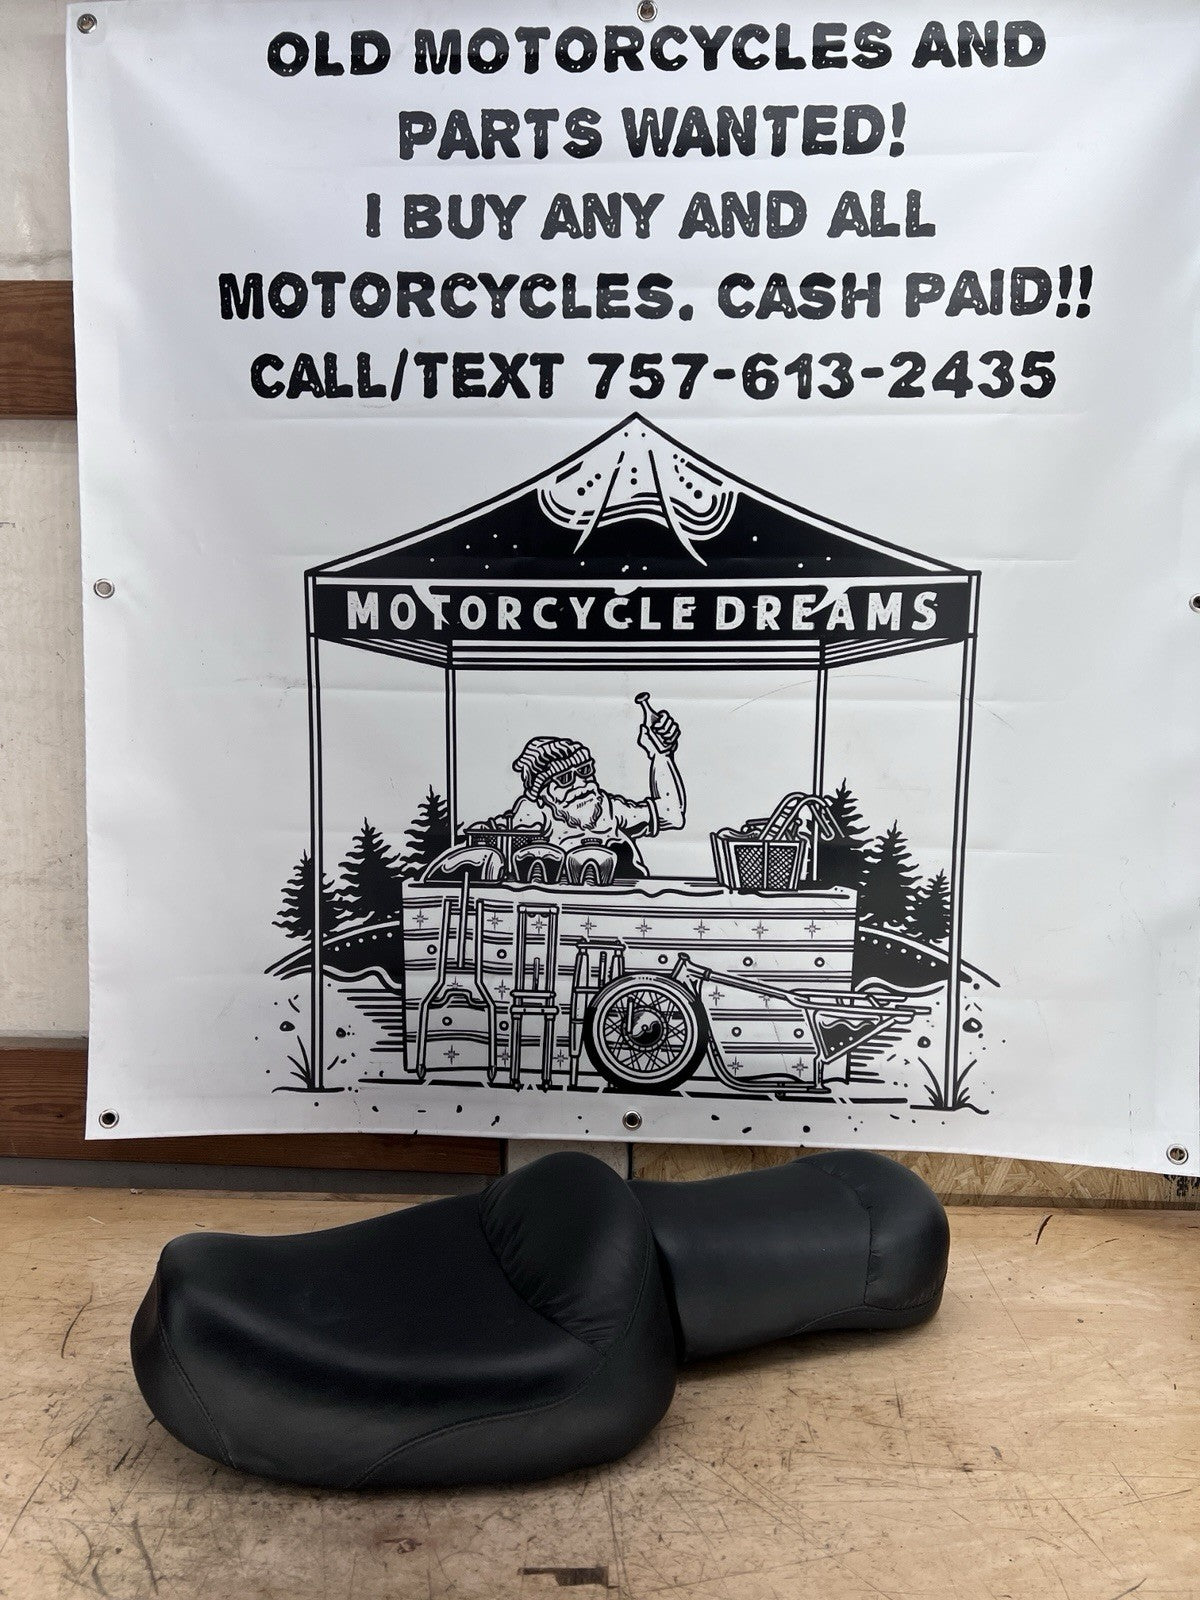 OLD MOTORCYCLES AND
PARTS WANTED!
I BUY ANY AND ALL
MOTORCYCLES. CASH PAID!!
CALL/TEXT 757-613-2435
MOTORCYCLE DREAMS